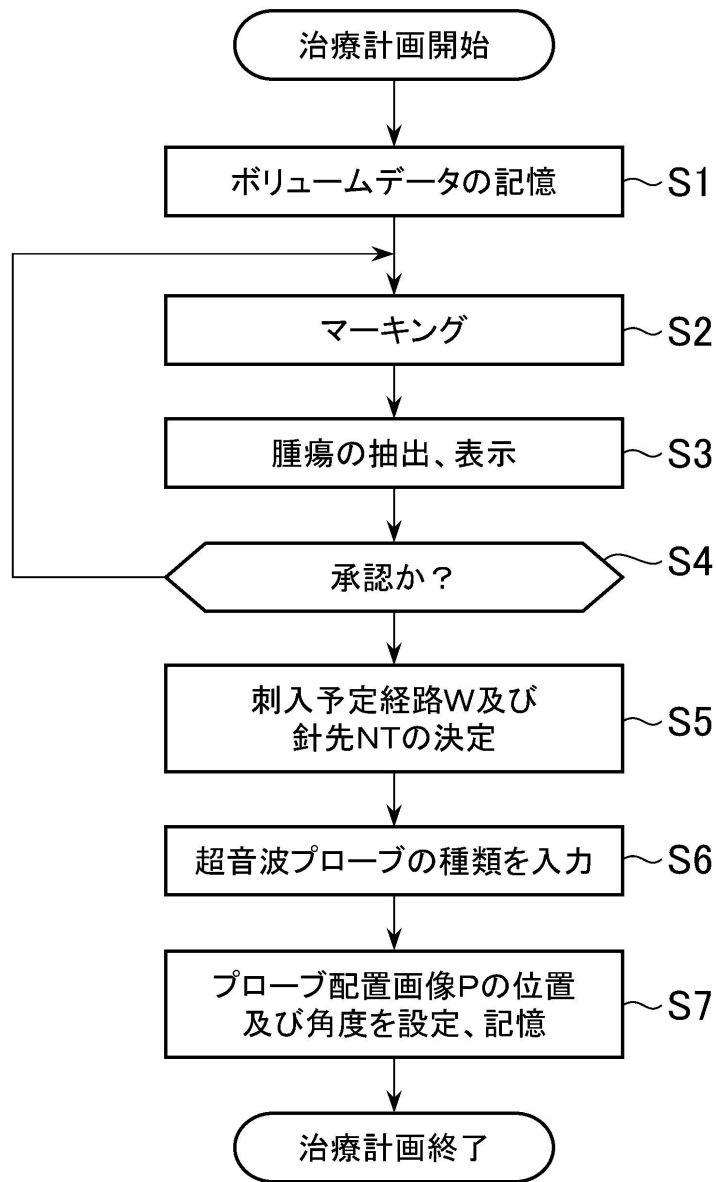 治療計画開始
ボリュームデータの記憶
S1
マーキング
S2
腫瘍の抽出、表示
S3
承認か？
S4
刺入予定経路W及び
針先NTの決定
S5
超音波プローブの種類を入力
S6
プローブ配置画像Pの位置
及び角度を設定、記憶
S7
治療計画終了